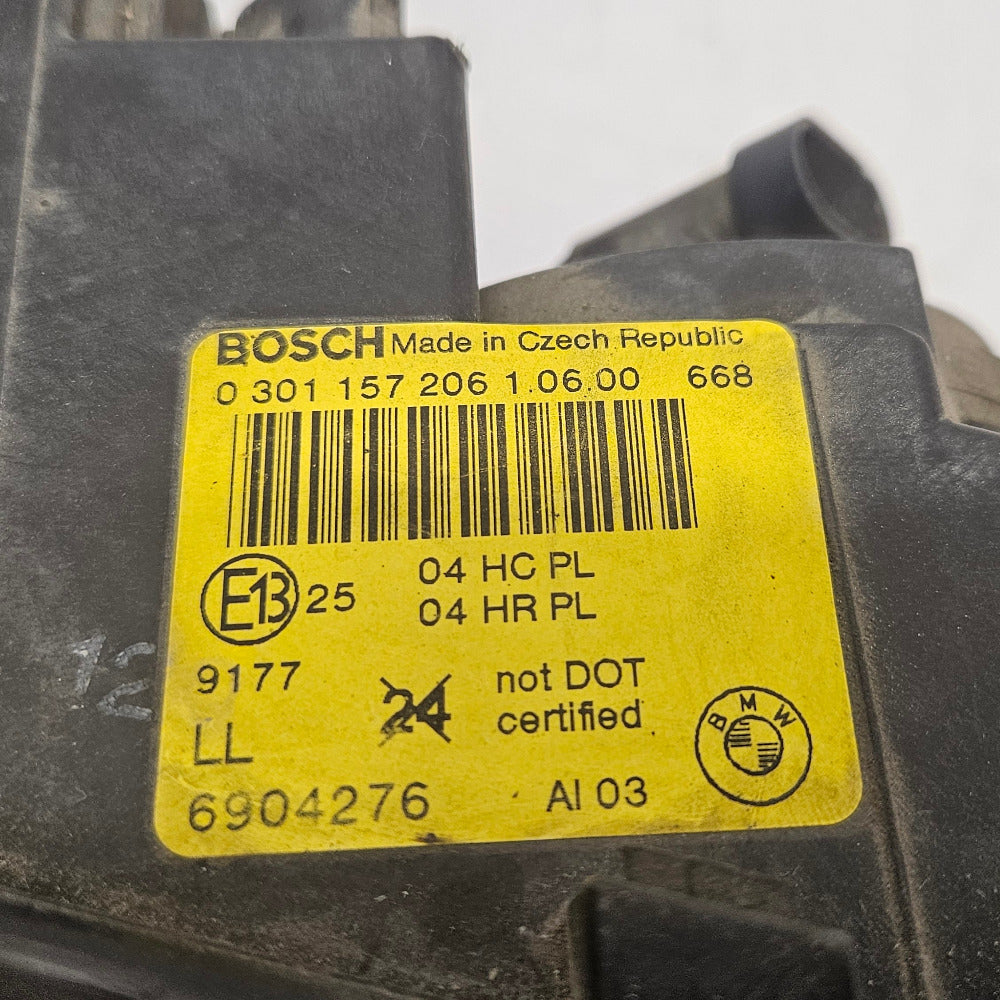 BOSCH Made in Czech Republic
0 301 157 206 1.06.00 668
E13 25 04 HC PL
04 HR PL
9177 24 not DOT
LL certified
6904276 AI 03
BMW
12